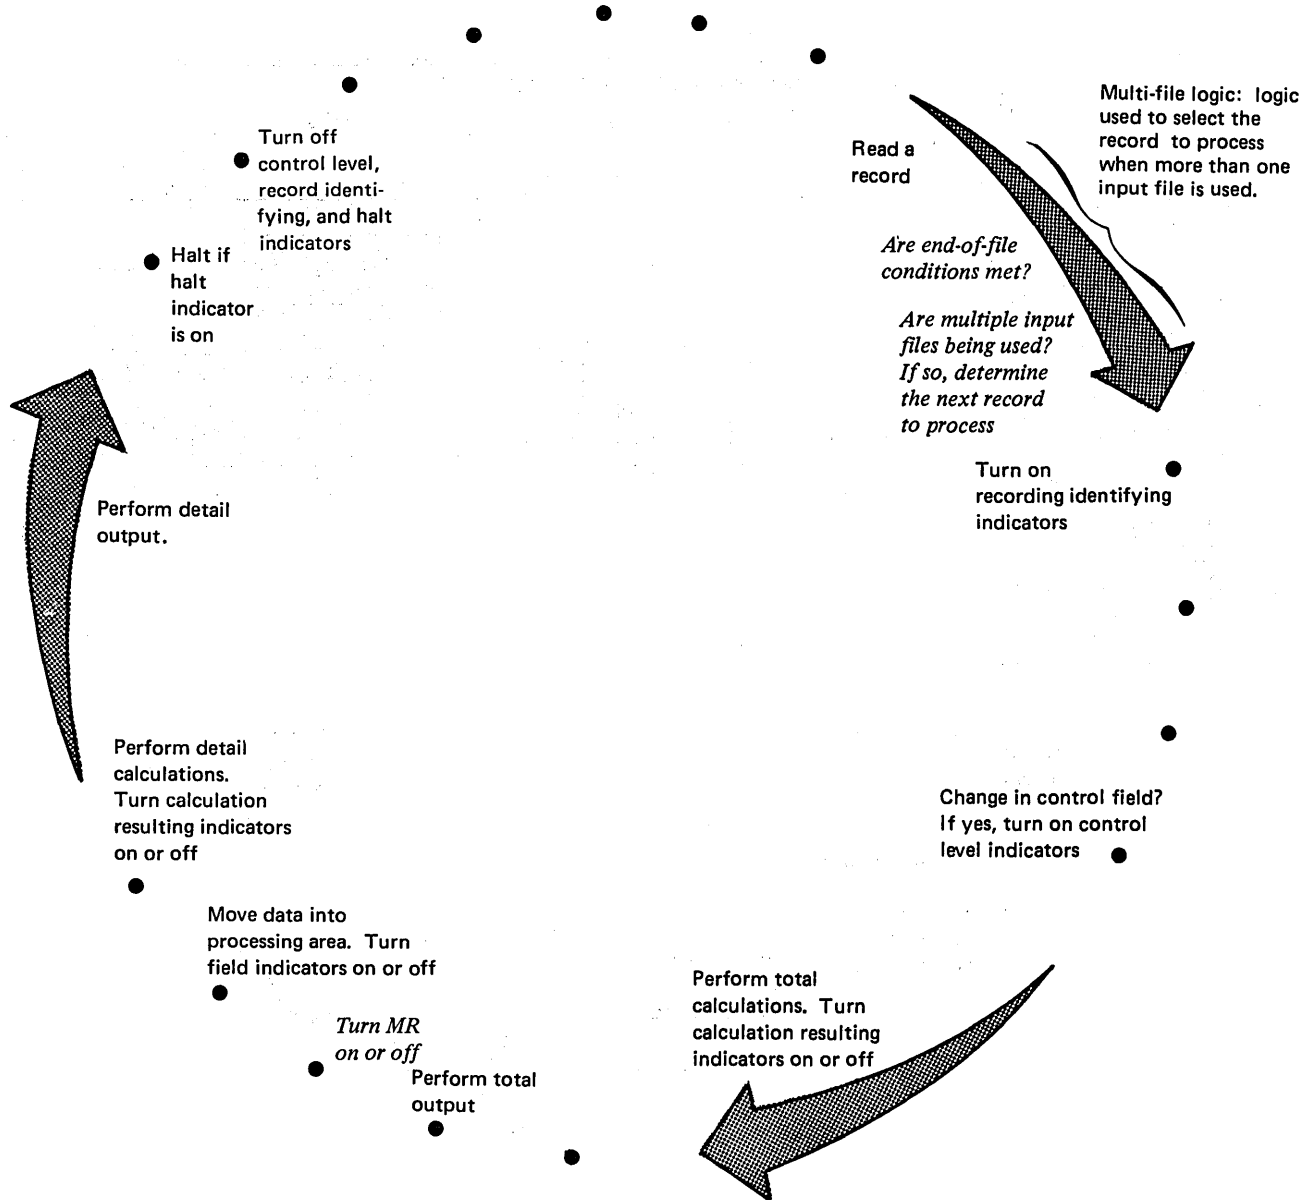 Multi-file logic: logic
used to select the
record to process
when more than one
input file is used.
Read a
record
Are end-of-file
conditions met?
Are multiple input
files being used?
If so, determine
the next record
to process
Turn on
recording identifying
indicators
Change in control field?
If yes, turn on control
level indicators
Perform total
calculations. Turn
calculation resulting
indicators on or off
Perform total
output
Turn MR
on or off
Move data into
processing area. Turn
field indicators on or off
Perform detail
calculations.
Turn calculation
resulting indicators
on or off
Perform detail
output.
Halt if
halt
indicator
is on
Turn off
control level,
record identi-
fying, and halt
indicators